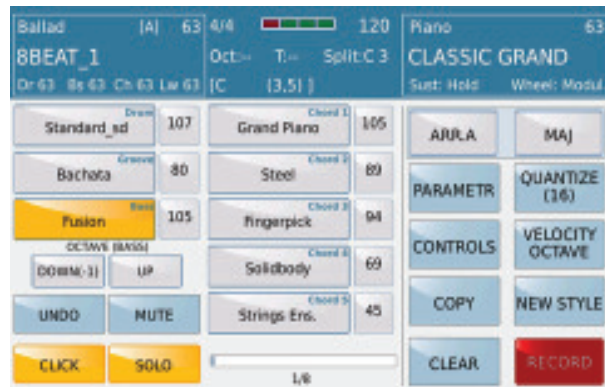 Ballad [A] 63
8BEAT_1
Dr 63 Bs 63 Ch 63 Lw 63
4/4 120
Oct:-- T:-- Split:C 3
[C (3,5) ]
Piano 63
CLASSIC GRAND
Sust: Hold Wheel: Modul
Drum
Standard_sd 107
Groove
Bachata 80
Bass
Fusion 105
OCTAVE (BASS)
DOWN(-1) UP
UNDO MUTE
CLICK SOLO
Chord 1
Grand Piano 105
Chord 2
Steel 89
Chord 3
Fingerpick 94
Chord 4
Solidbody 69
Chord 5
Strings Ens. 45
1/8
ARR.A MAJ
PARAMETR QUANTIZE
(16)
CONTROLS VELOCITY
OCTAVE
COPY NEW STYLE
CLEAR RECORD